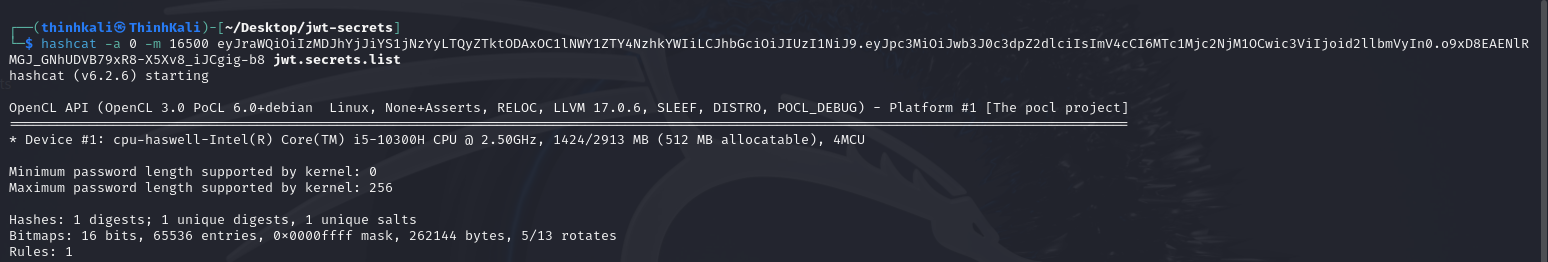 ┌──(thinhkali㉿ThinhKali)-[~/Desktop/jwt-secrets]
└─$ hashcat -a 0 -m 16500 eyJraWQiOiIzMDJhYjJiYS1jNzYyLTQyZTktODAxOC1lNWY1ZTY4NzhkYWIiLCJhbGciOiJIUzI1NiJ9.eyJpc3MiOiJwb3J0c3dpZ2dlciIsImV4cCI6MTc1Mjc2NjM1OCwic3ViIjoid2llbmVyIn0.o9xD8EAENlR
MGJ_GNhUDVB79xR8-X5Xv8_iJCgig-b8 jwt.secrets.list
hashcat (v6.2.6) starting
OpenCL API (OpenCL 3.0 PoCL 6.0+debian  Linux, None+Asserts, RELOC, LLVM 17.0.6, SLEEF, DISTRO, POCL_DEBUG) - Platform #1 [The pocl project]
* Device #1: cpu-haswell-Intel(R) Core(TM) i5-10300H CPU @ 2.50GHz, 1424/2913 MB (512 MB allocatable), 4MCU
Minimum password length supported by kernel: 0
Maximum password length supported by kernel: 256
Hashes: 1 digests; 1 unique digests, 1 unique salts
Bitmaps: 16 bits, 65536 entries, 0x0000ffff mask, 262144 bytes, 5/13 rotates
Rules: 1